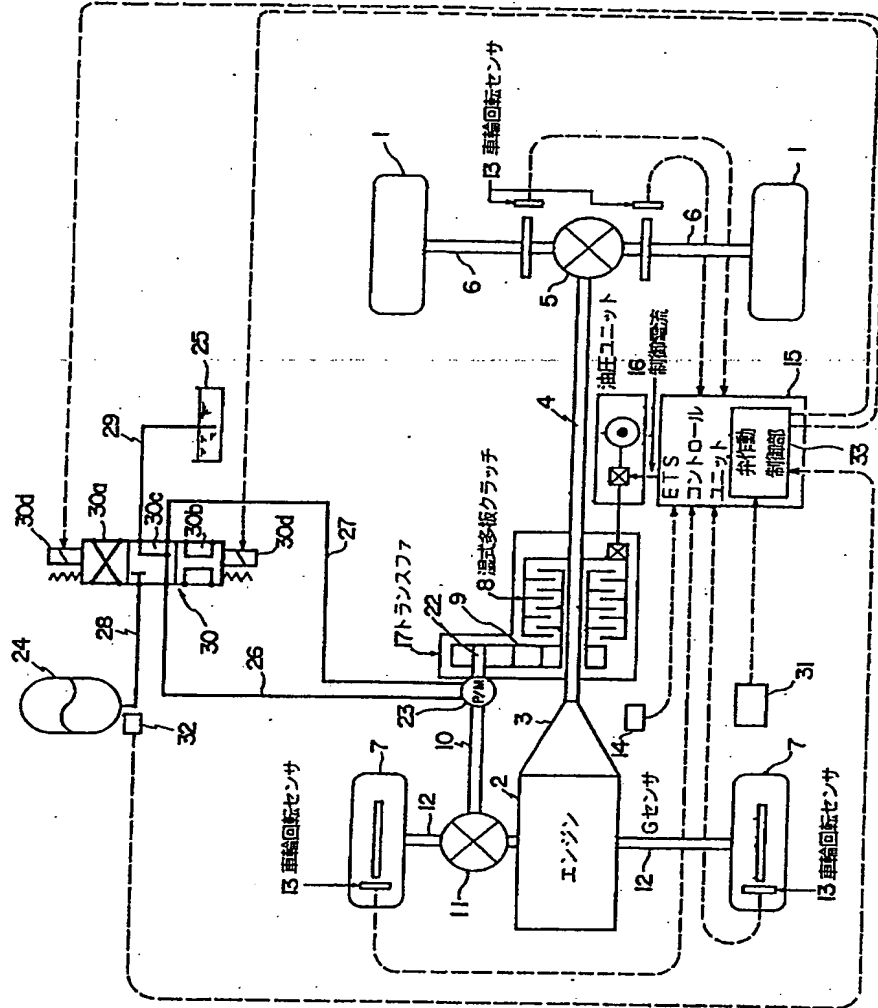 30d
30a
29
25
30c
30b
30d
30
27
24
28
26
32
13 車輪回転センサ
1
6
5
6
1
油圧ユニット
4
16
制御電流
8 湿式多板クラッチ
17 トランスファ
22
9
P/M
23
10
3
2
エンジン
14
Gセンサ
ETS
コントロール
ユニット
弁作動
制御部
15
33
31
13 車輪回転センサ
7
12
11
12
7
13 車輪回転センサ